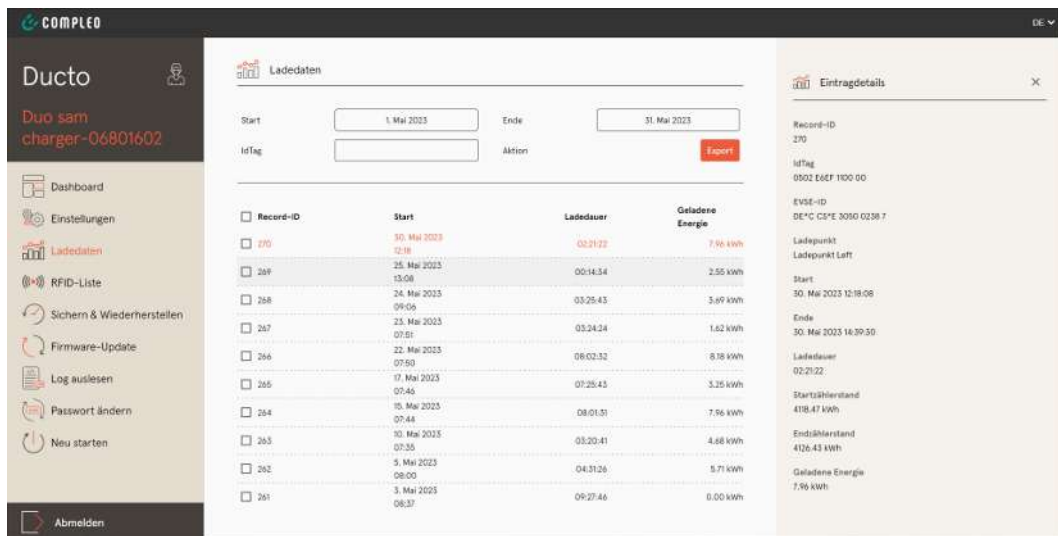 COMPLEO
DE
Ducto
Duo sam
charger-06801602
Dashboard
Einstellungen
Ladedaten
RFID-Liste
Sichern & Wiederherstellen
Firmware-Update
Log auslesen
Passwort ändern
Neu starten
Abmelden
Ladedaten
Start 1. Mai 2023 Ende 31. Mai 2023
IdTag Aktion Export
Record-ID Start Ladedauer Geladene Energie
270 30. Mai 2023 12:18 02:21:22 7.96 kWh
269 25. Mai 2023 13:08 00:14:34 2.55 kWh
268 24. Mai 2023 09:06 03:25:43 3.69 kWh
267 23. Mai 2023 07:51 03:24:24 1.62 kWh
266 22. Mai 2023 07:50 08:02:32 8.18 kWh
265 17. Mai 2023 07:46 07:25:43 3.25 kWh
264 15. Mai 2023 07:44 08:01:31 7.96 kWh
263 10. Mai 2023 07:35 03:20:41 4.68 kWh
262 5. Mai 2023 08:00 04:31:26 5.71 kWh
261 3. Mai 2023 08:37 09:27:46 0.00 kWh
Eintragdetails
Record-ID
270
IdTag
0502 E6EF 1100 00
EVSE-ID
DE*C CS*E 3050 0238 7
Ladepunkt
Ladepunkt Left
Start
30. Mai 2023 12:18:08
Ende
30. Mai 2023 14:39:30
Ladedauer
02:21:22
Startzählerstand
4118.47 kWh
Endzählerstand
4126.43 kWh
Geladene Energie
7.96 kWh